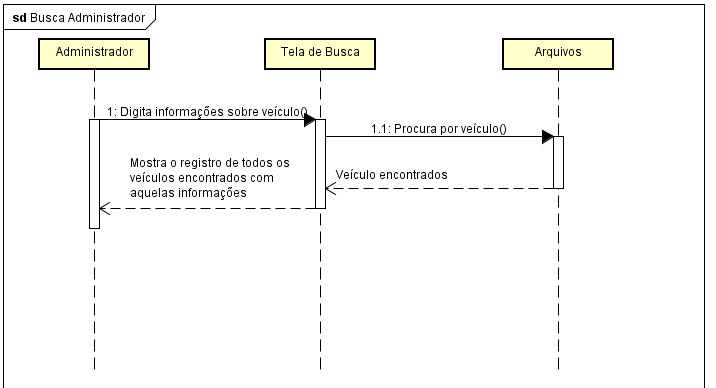 sd Busca Administrador
Administrador
Tela de Busca
Arquivos
1: Digita informações sobre veículo()
1.1: Procura por veículo()
Mostra o registro de todos os
veículos encontrados com
aquelas informações
Veículo encontrados